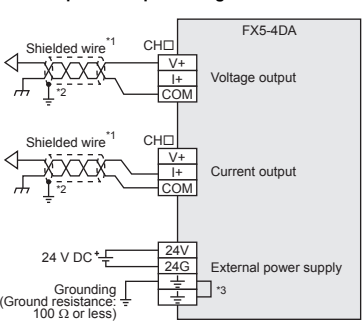 FX5-4DA
Shielded wire*1
CH□
V+
I+
COM
*2
Voltage output
Shielded wire*1
CH□
V+
I+
COM
*2
Current output
24 V DC
+
24V
24G
External power supply
*3
Grounding
(Ground resistance:
100 Ω or less)